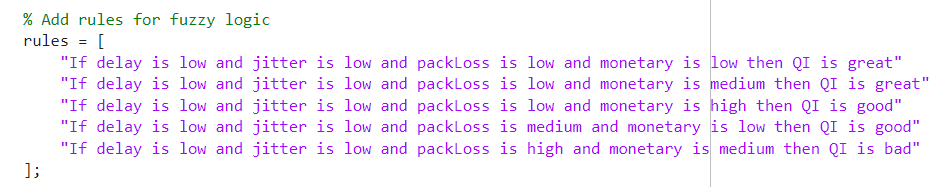 % Add rules for fuzzy logic
rules = [
"If delay is low and jitter is low and packLoss is low and monetary is low then QI is great"
"If delay is low and jitter is low and packLoss is low and monetary is medium then QI is great"
"If delay is low and jitter is low and packLoss is low and monetary is high then QI is good"
"If delay is low and jitter is low and packLoss is medium and monetary is low then QI is good"
"If delay is low and jitter is low and packLoss is high and monetary is medium then QI is bad"
];